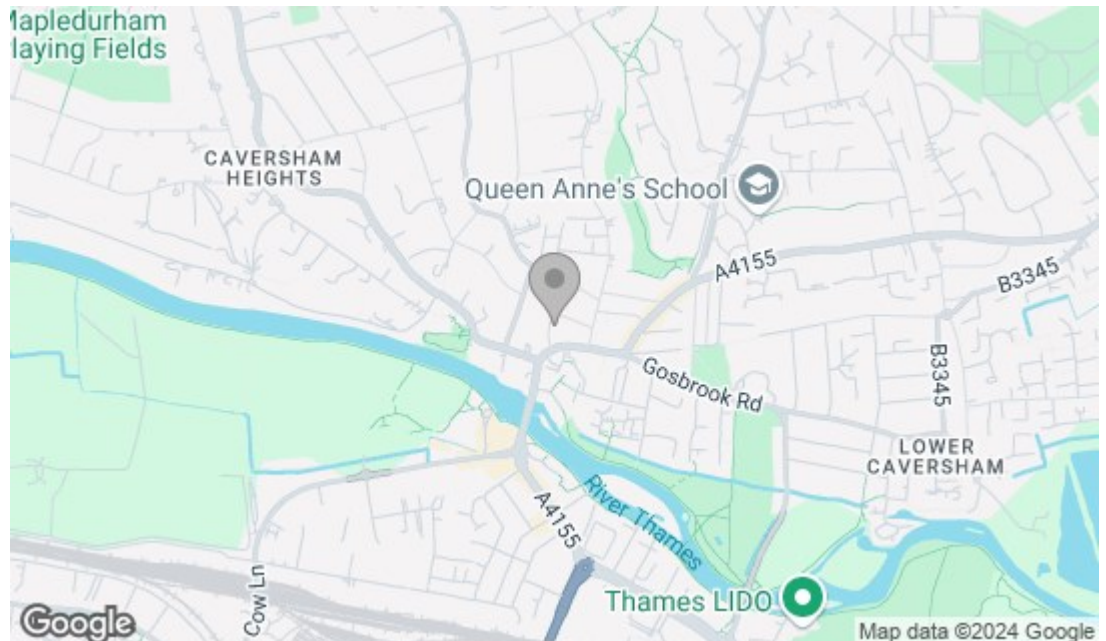 Mapledurham
Playing Fields
CAVERSHAM
HEIGHTS
Queen Anne's School
A4155
B3345
Gosbrook Rd
B3345
LOWER
CAVERSHAM
River Thames
A4155
Cow Ln
Thames LIDO
Google
Map data ©2024 Google